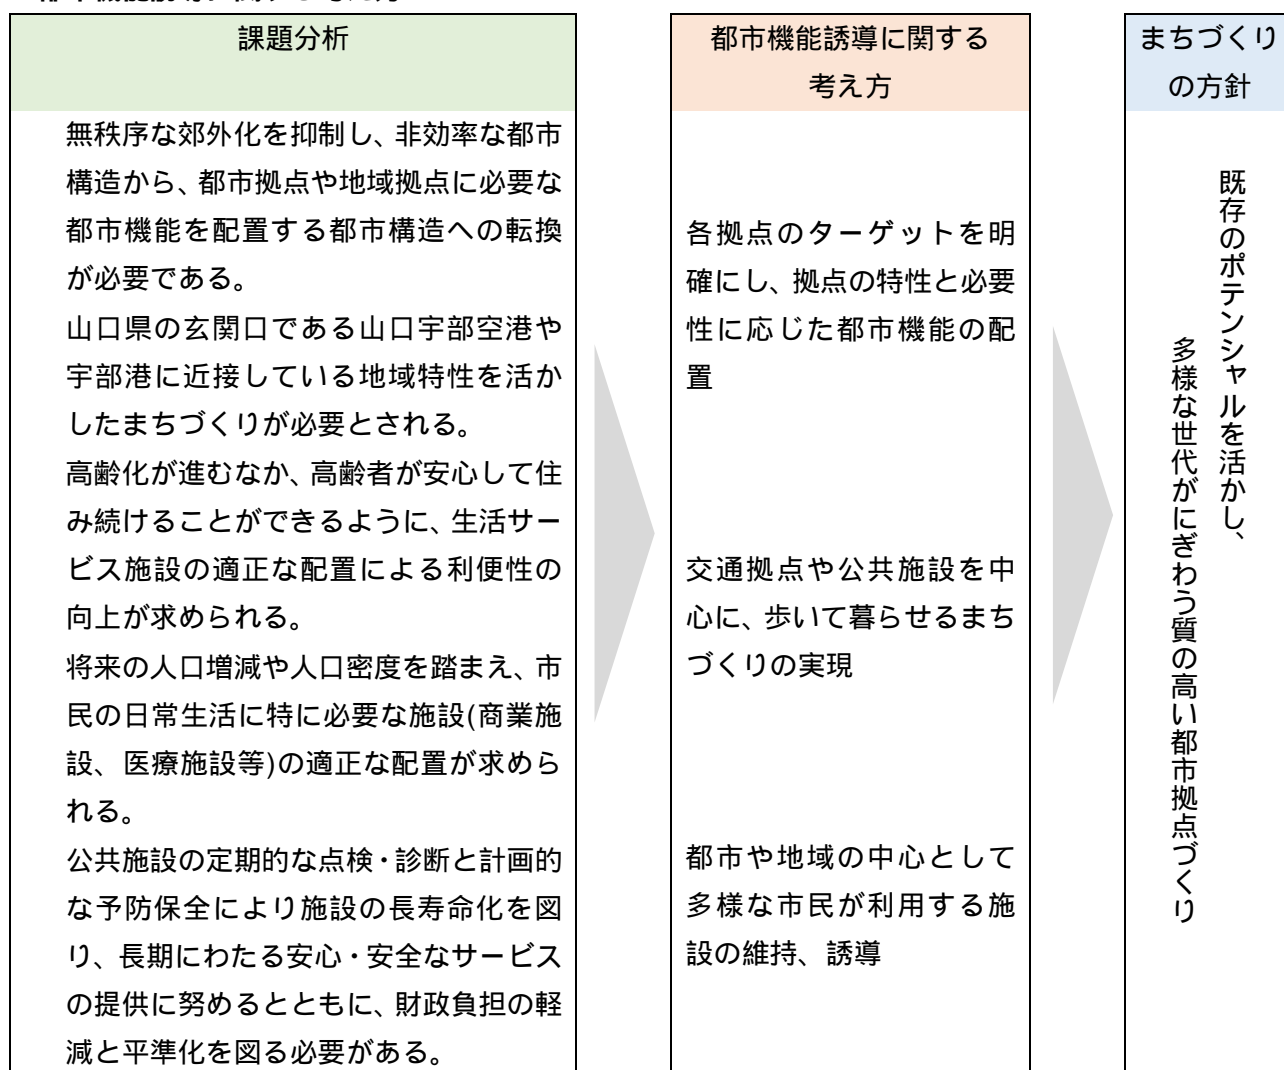 課題分析
無秩序な郊外化を抑制し、非効率な都市
構造から、都市拠点や地域拠点に必要な
都市機能を配置する都市構造への転換
が必要である。
山口県の玄関口である山口宇部空港や
宇部港に近接している地域特性を活か
したまちづくりが必要とされる。
高齢化が進むなか、高齢者が安心して住
み続けることができるように、生活サー
ビス施設の適正な配置による利便性の
向上が求められる。
将来の人口増減や人口密度を踏まえ、市
民の日常生活に特に必要な施設(商業施
設、医療施設等)の適正な配置が求めら
れる。
公共施設の定期的な点検・診断と計画的
な予防保全により施設の長寿命化を図
り、長期にわたる安心・安全なサービス
の提供に努めるとともに、財政負担の軽
減と平準化を図る必要がある。
都市機能誘導に関する
考え方
各拠点のターゲットを明
確にし、拠点の特性と必要
性に応じた都市機能の配
置
交通拠点や公共施設を中
心に、歩いて暮らせるまち
づくりの実現
都市や地域の中心として
多様な市民が利用する施
設の維持、誘導
まちづくり
の方針
既存のポテンシャルを活かし、
多様な世代がにぎわう質の高い都市拠点づくり